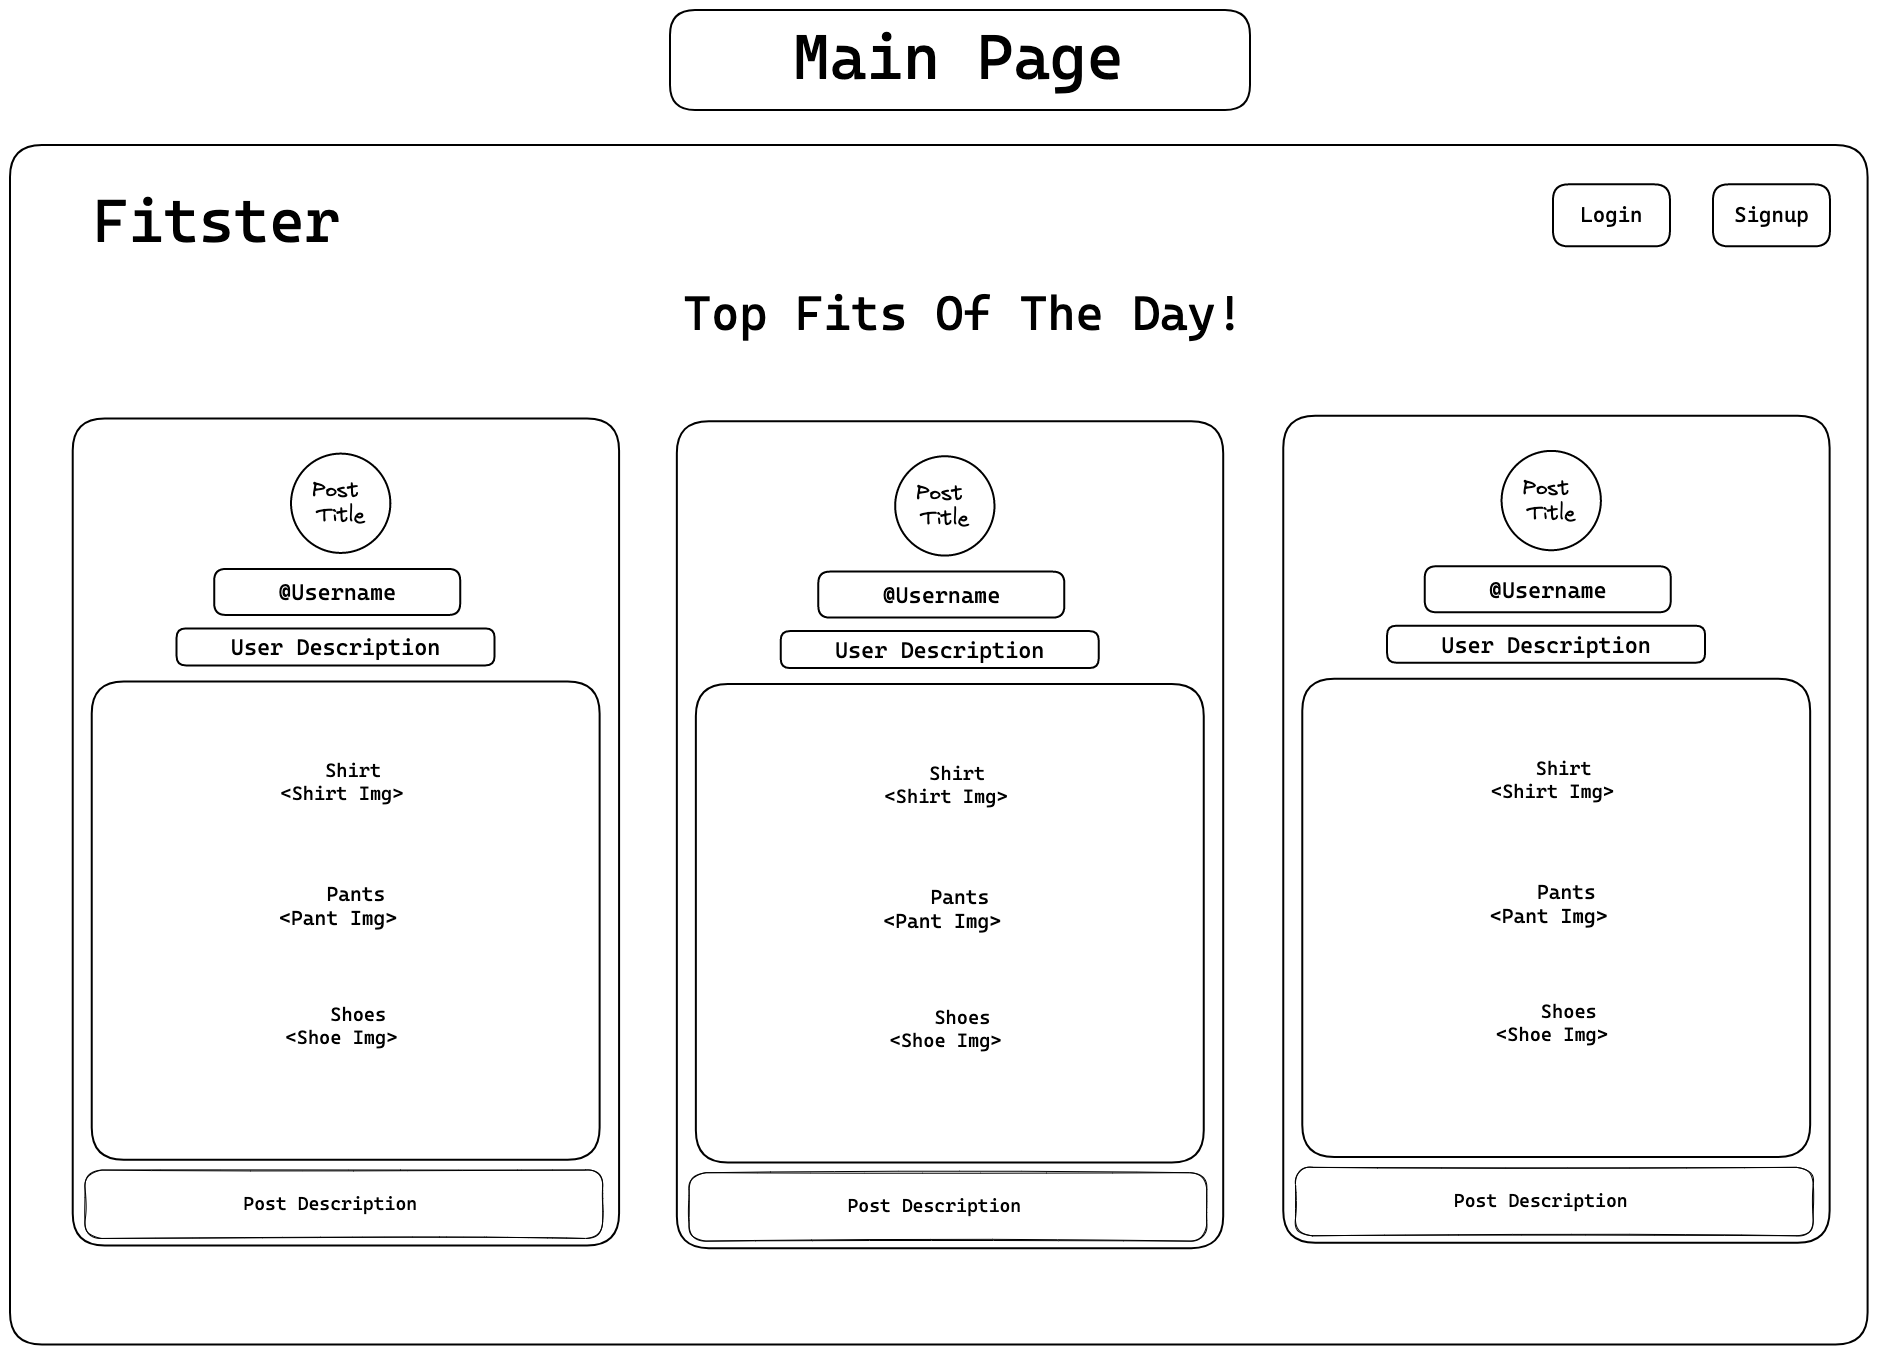 Main Page
Fitster
Login
Signup
Top Fits Of The Day!
Post
Title
@Username
User Description
Shirt
<Shirt Img>
Pants
<Pant Img>
Shoes
<Shoe Img>
Post Description
Post
Title
@Username
User Description
Shirt
<Shirt Img>
Pants
<Pant Img>
Shoes
<Shoe Img>
Post Description
Post
Title
@Username
User Description
Shirt
<Shirt Img>
Pants
<Pant Img>
Shoes
<Shoe Img>
Post Description